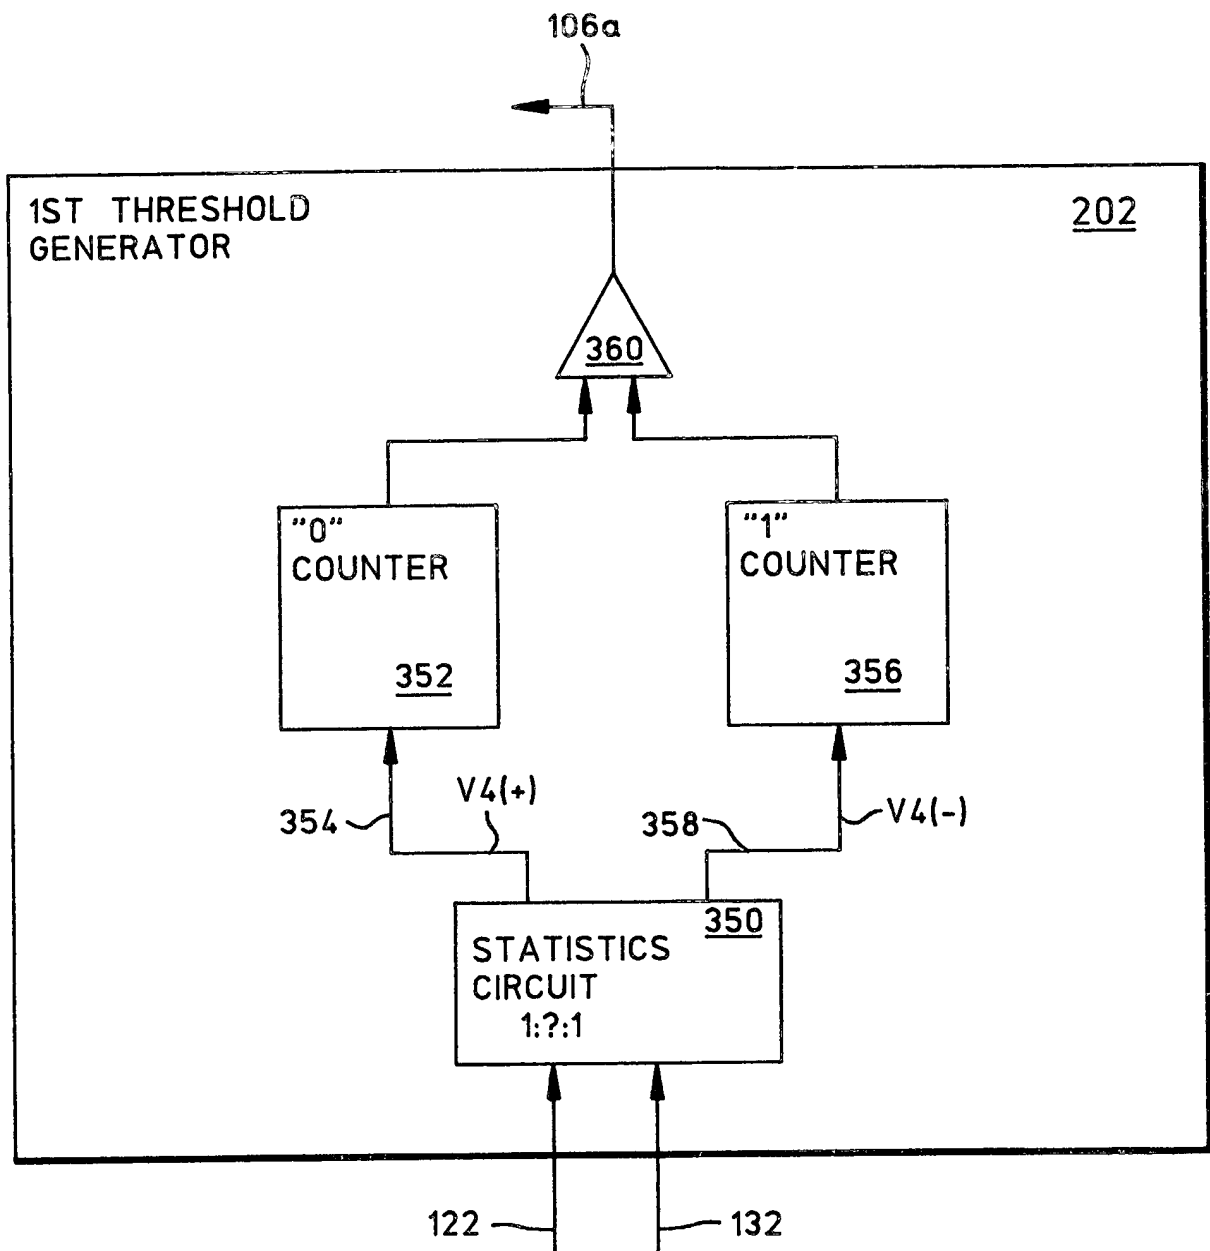 106a
1ST THRESHOLD
GENERATOR
202
360
"0"
COUNTER
352
"1"
COUNTER
356
354
V4(+)
358
V4(-)
350
STATISTICS
CIRCUIT
1:?:1
122
132